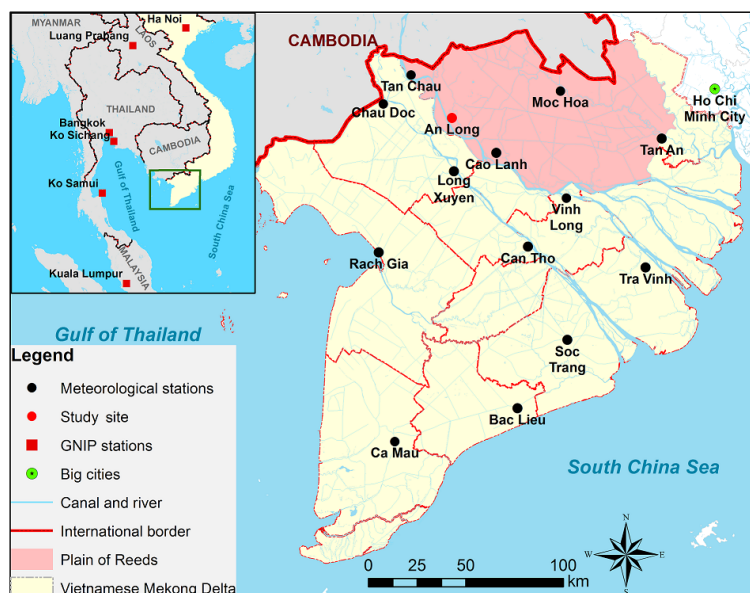 MYANMAR
Ha Noi
Luang Prabang
LAOS
THAILAND
Bangkok
Ko Sichang
CAMBODIA
Ko Samui
Gulf of Thailand
South China Sea
MALAYSIA
Kuala Lumpur
CAMBODIA
Tan Chau
Chau Doc
Moc Hoa
Ho Chi
Minh City
An Long
Tan An
Cao Lanh
Long
Xuyen
Vinh
Long
Can Tho
Rach Gia
Tra Vinh
Soc
Trang
Bac Lieu
Ca Mau
Gulf of Thailand
South China Sea
Legend
Meteorological stations
Study site
GNIP stations
Big cities
Canal and river
International border
Plain of Reeds
Vietnamese Mekong Delta
N
W
E
S
0 25 50 100
km